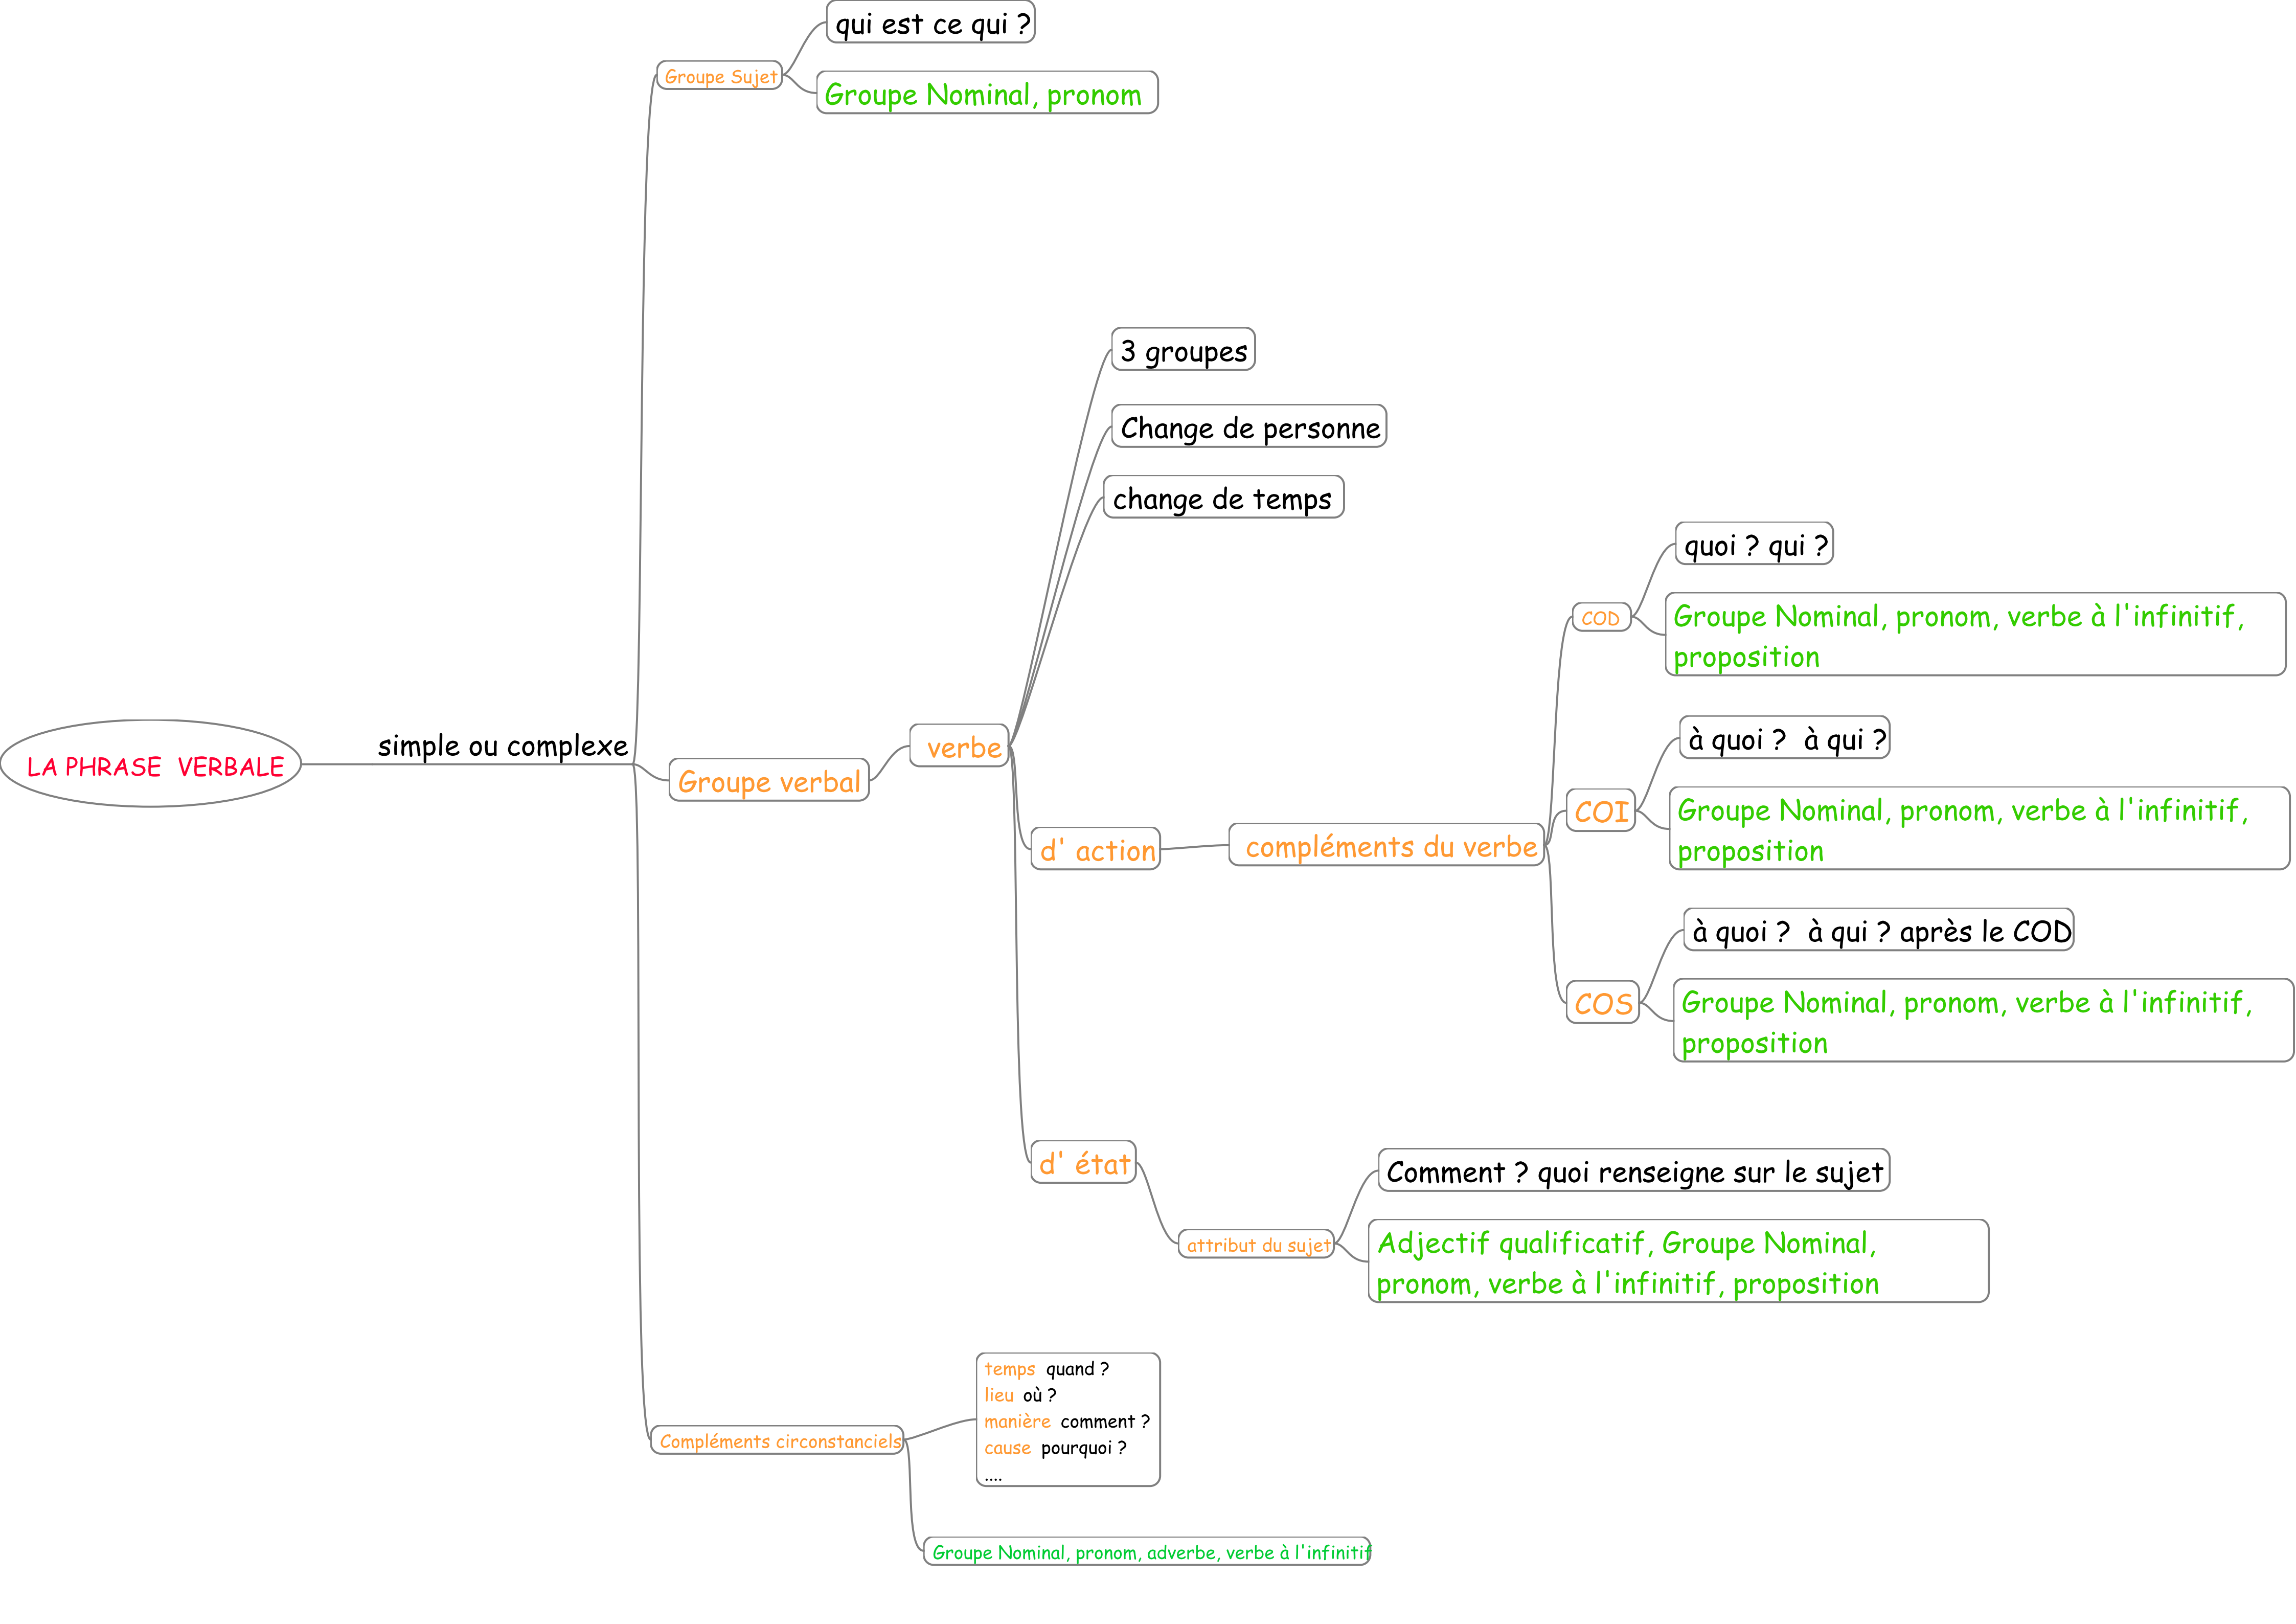 LA PHRASE VERBALE
simple ou complexe
Groupe Sujet
qui est ce qui ?
Groupe Nominal, pronom
Groupe verbal
verbe
3 groupes
Change de personne
change de temps
d' action
compléments du verbe
COD
quoi ? qui ?
Groupe Nominal, pronom, verbe à l'infinitif,
proposition
COI
à quoi ? à qui ?
Groupe Nominal, pronom, verbe à l'infinitif,
proposition
COS
à quoi ? à qui ? après le COD
Groupe Nominal, pronom, verbe à l'infinitif,
proposition
d' état
attribut du sujet
Comment ? quoi renseigne sur le sujet
Adjectif qualificatif, Groupe Nominal,
pronom, verbe à l'infinitif, proposition
Compléments circonstanciels
temps quand ?
lieu où ?
manière comment ?
cause pourquoi ?
....
Groupe Nominal, pronom, adverbe, verbe à l'infinitif